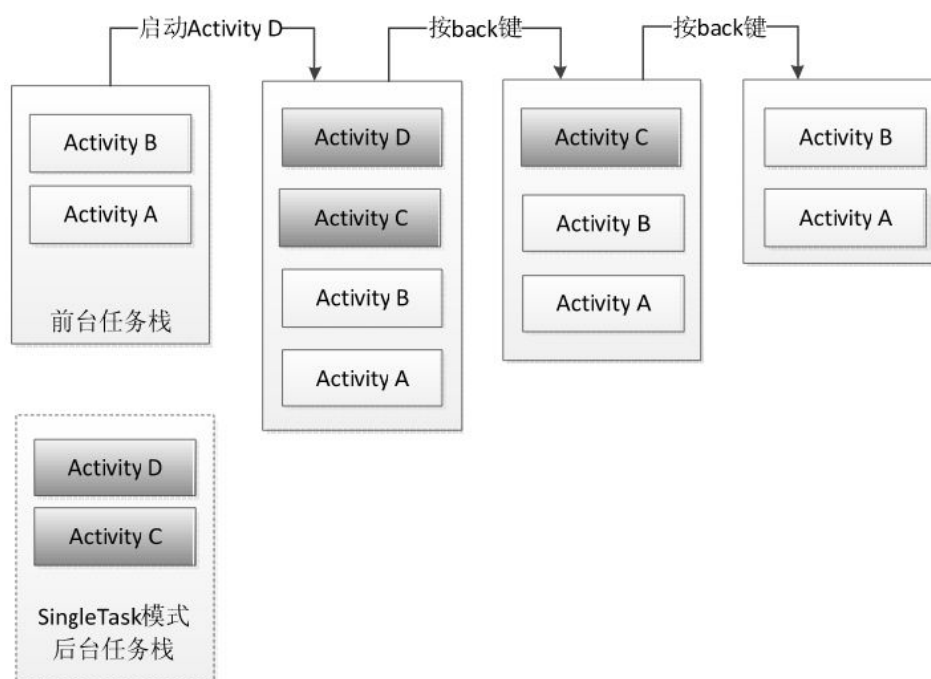 启动Activity D
按back键
按back键
Activity B
Activity A
前台任务栈
Activity D
Activity C
Activity B
Activity A
Activity C
Activity B
Activity A
Activity B
Activity A
Activity D
Activity C
SingleTask模式
后台任务栈